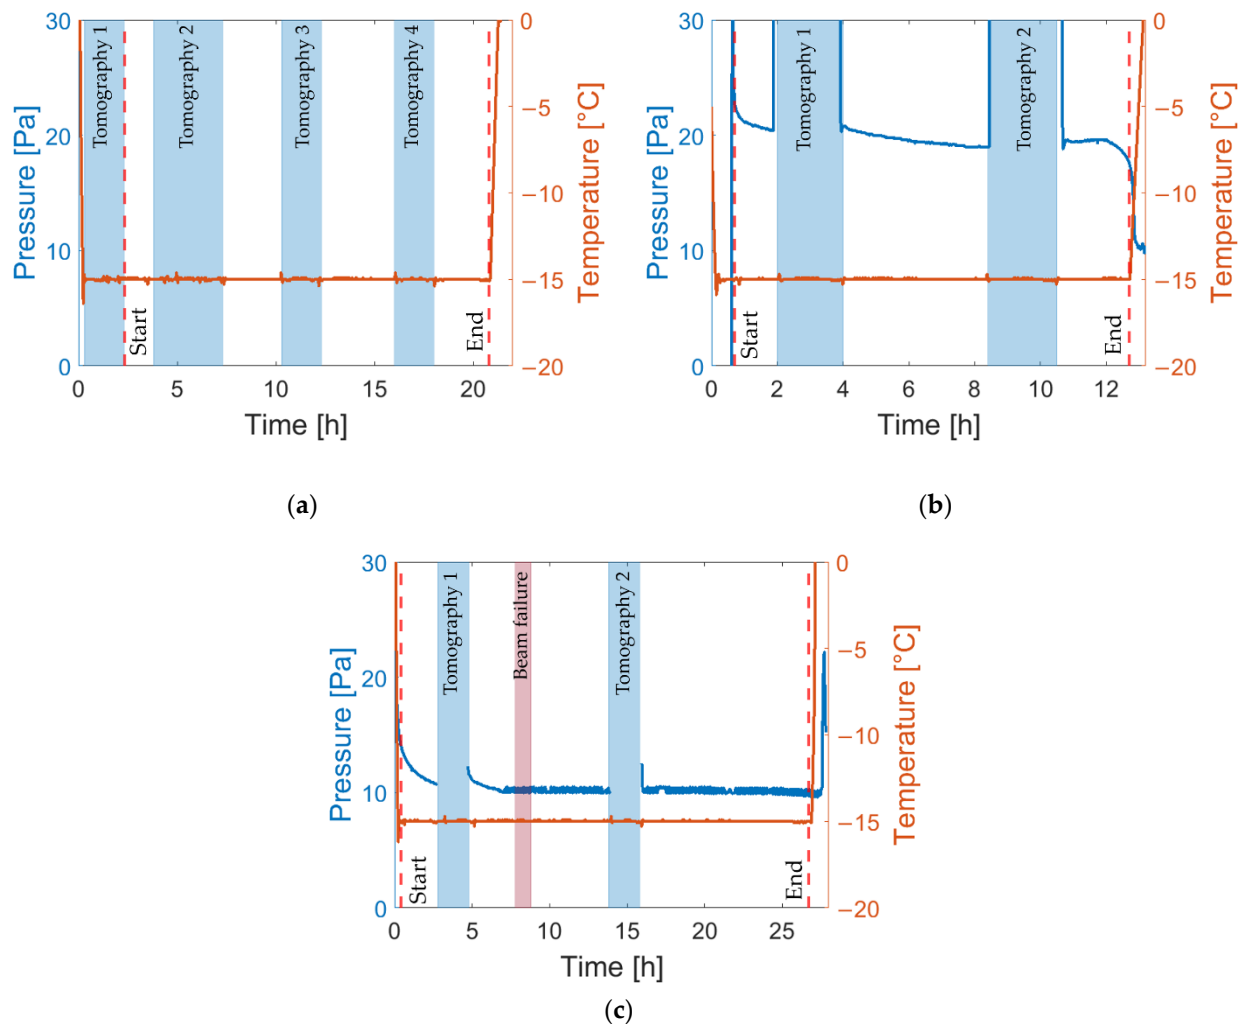 30
20
10
0
Pressure [Pa]
Tomography 1
Tomography 2
Tomography 3
Tomography 4
Start
End
0
−5
−10
−15
−20
Temperature [°C]
0 5 10 15 20
Time [h]
(a)
30
20
10
0
Pressure [Pa]
Tomography 1
Tomography 2
Start
End
0
−5
−10
−15
−20
Temperature [°C]
0 2 4 6 8 10 12
Time [h]
(b)
30
20
10
0
Pressure [Pa]
Tomography 1
Beam failure
Tomography 2
Start
End
0
−5
−10
−15
−20
Temperature [°C]
0 5 10 15 20 25
Time [h]
(c)